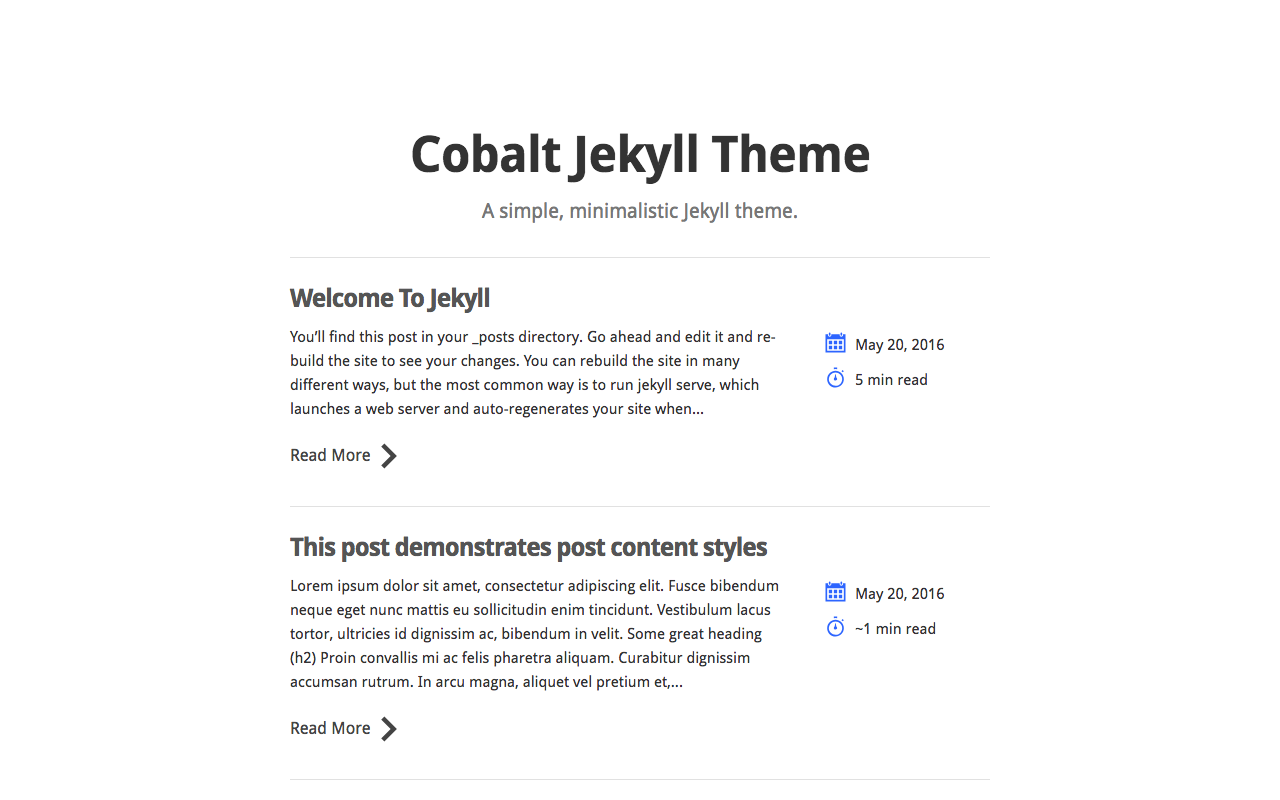 Cobalt Jekyll Theme
A simple, minimalistic Jekyll theme.
Welcome To Jekyll
You’ll find this post in your _posts directory. Go ahead and edit it and re-
build the site to see your changes. You can rebuild the site in many
different ways, but the most common way is to run jekyll serve, which
launches a web server and auto-regenerates your site when...
May 20, 2016
5 min read
Read More
This post demonstrates post content styles
Lorem ipsum dolor sit amet, consectetur adipiscing elit. Fusce bibendum
neque eget nunc mattis eu sollicitudin enim tincidunt. Vestibulum lacus
tortor, ultricies id dignissim ac, bibendum in velit. Some great heading
(h2) Proin convallis mi ac felis pharetra aliquam. Curabitur dignissim
accumsan rutrum. In arcu magna, aliquet vel pretium et,...
May 20, 2016
~1 min read
Read More